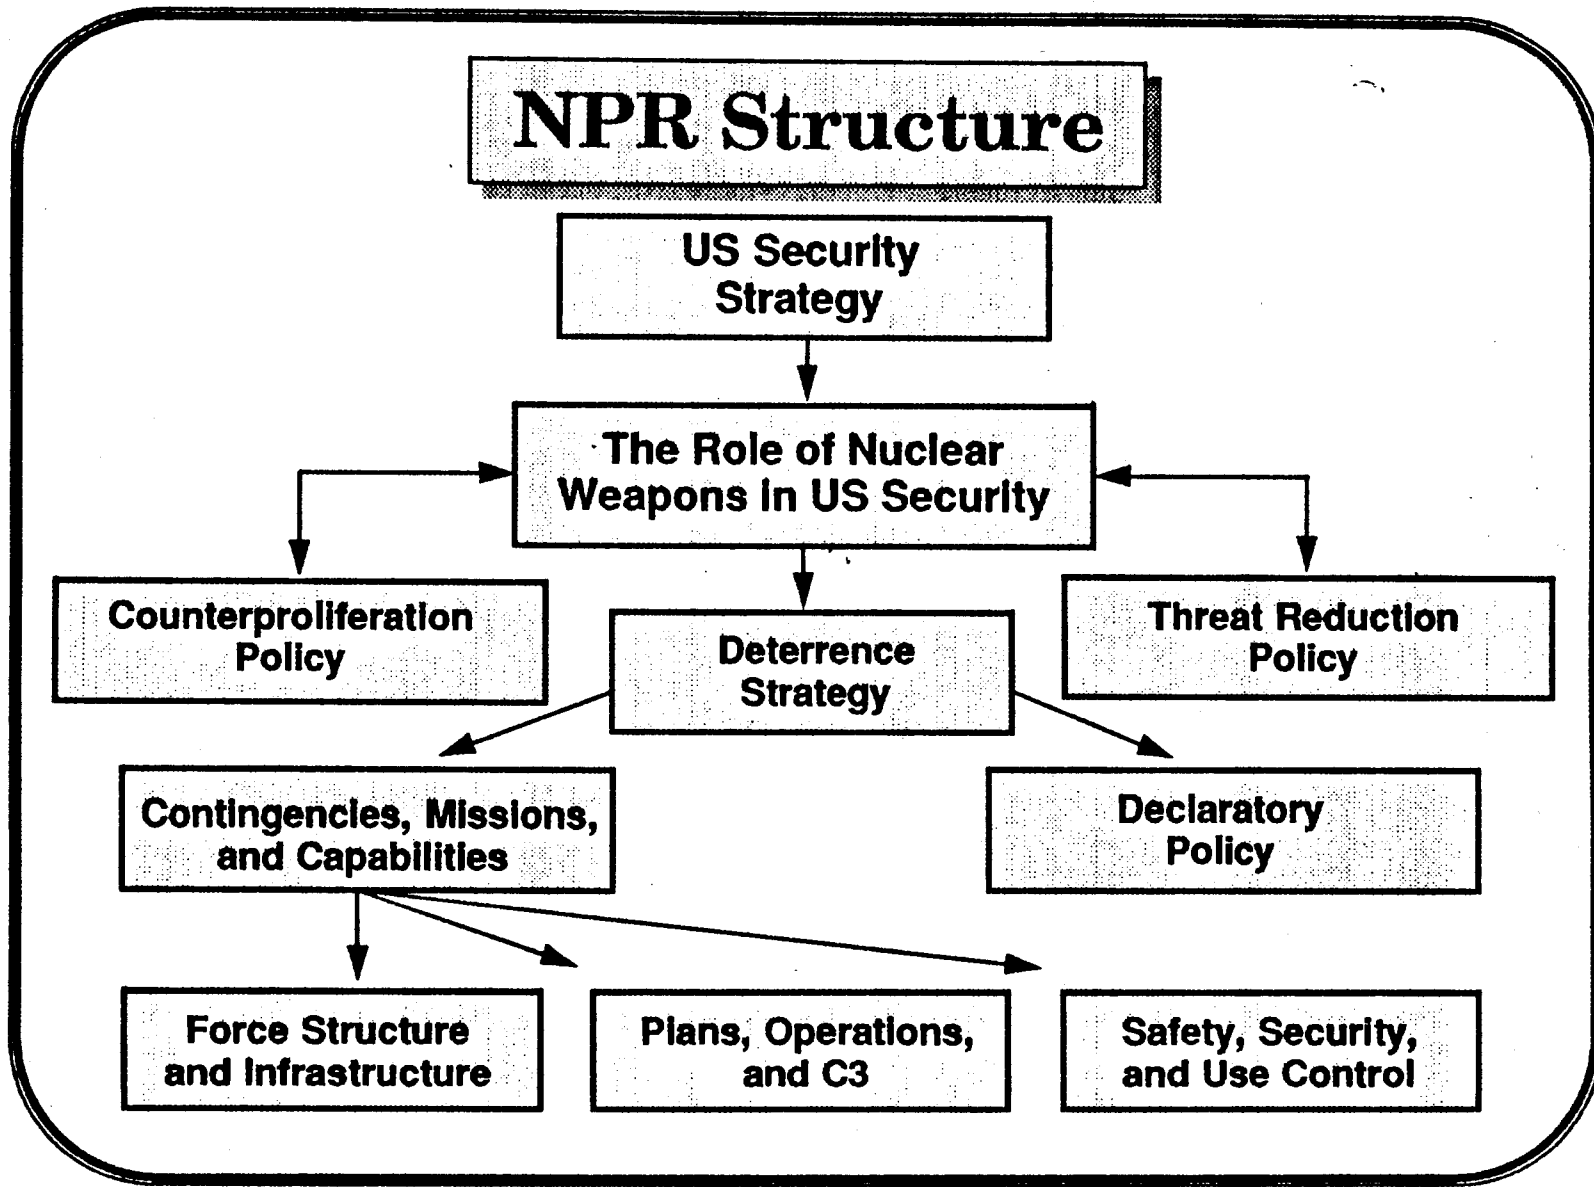 NPR Structure
US Security
Strategy
The Role of Nuclear
Weapons in US Security
Counterproliferation
Policy
Deterrence
Strategy
Threat Reduction
Policy
Contingencies, Missions,
and Capabilities
Declaratory
Policy
Force Structure
and Infrastructure
Plans, Operations,
and C3
Safety, Security,
and Use Control